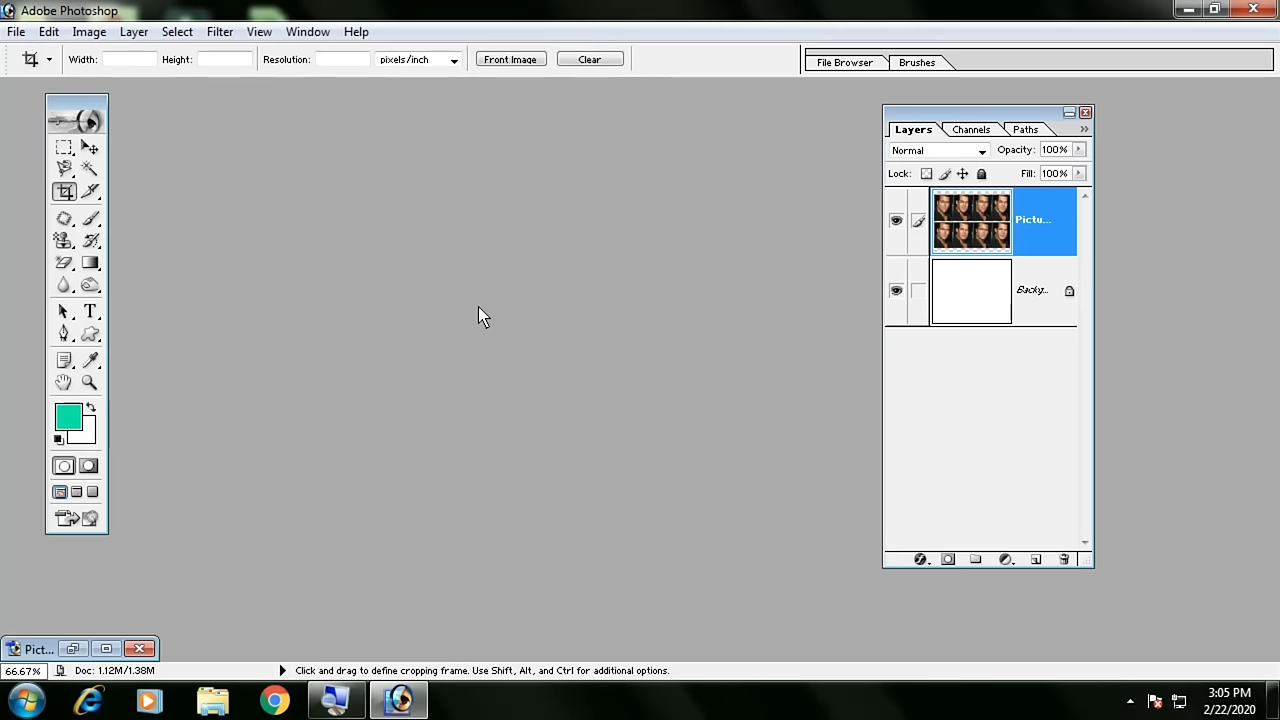 Adobe Photoshop
File Edit Image Layer Select Filter View Window Help
Width: Height: Resolution: pixels/inch Front Image Clear File Browser Brushes
Layers Channels Paths
Normal Opacity: 100%
Lock: Fill: 100%
Pictu...
Backg...
T
Pict...
66.67% Doc: 1.12M/1.38M Click and drag to define cropping frame. Use Shift, Alt, and Ctrl for additional options.
3:05 PM
2/22/2020